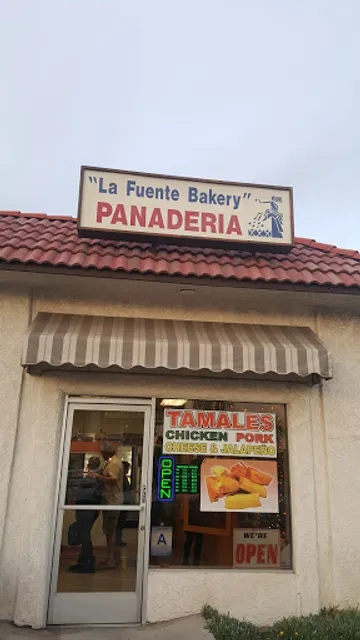 "La Fuente Bakery"
PANADERIA
TAMALES
CHICKEN PORK
CHEESE & JALAPEÑO
OPEN
A
WE'RE
OPEN